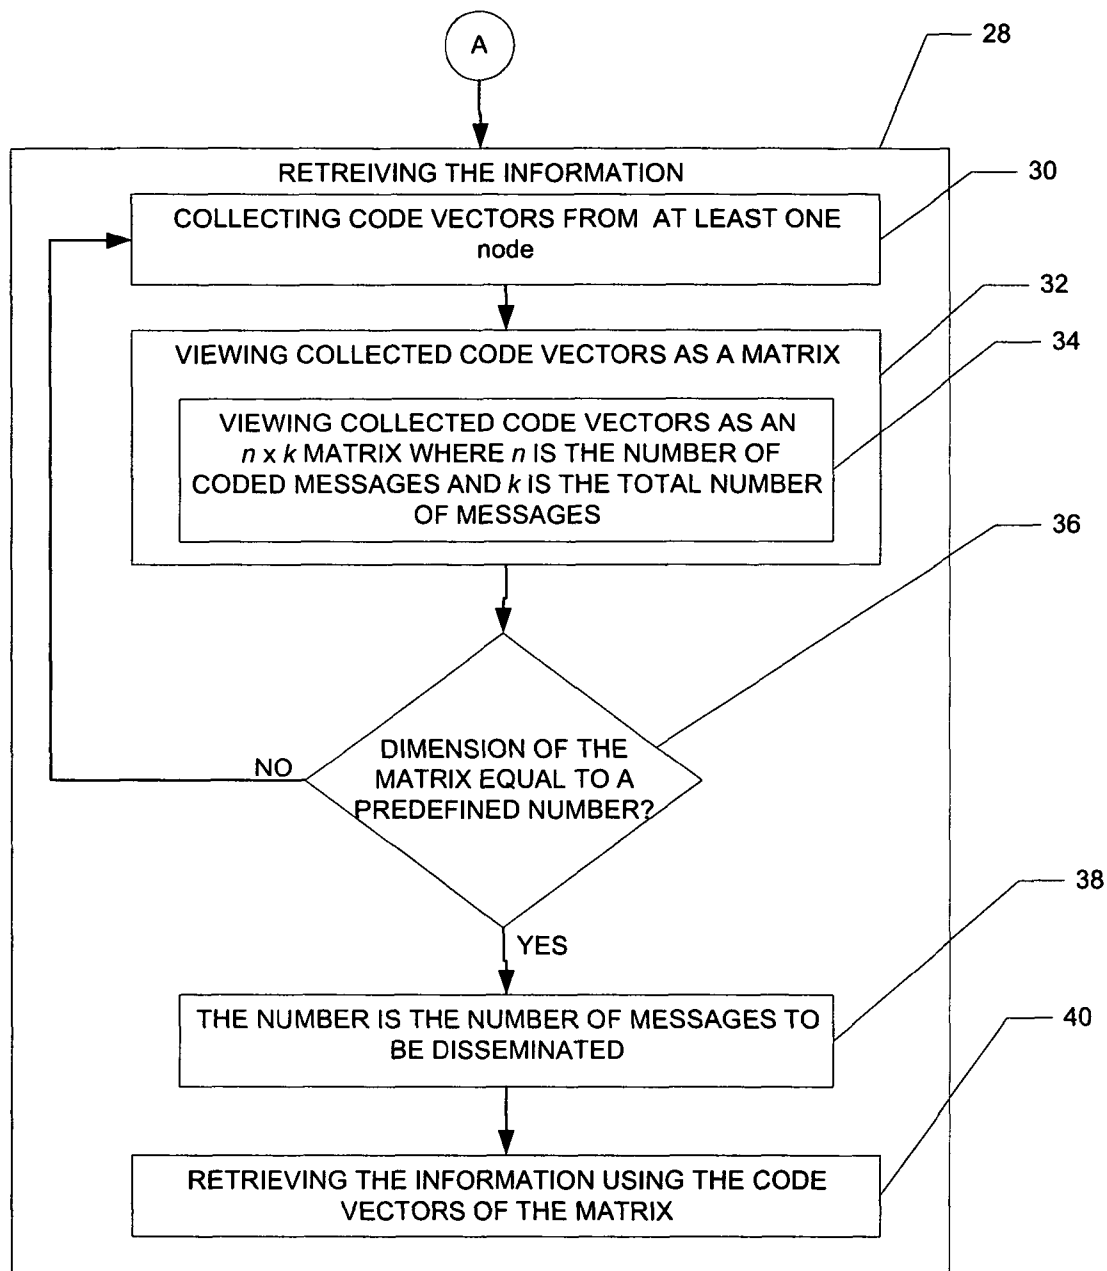 A
28
RETREIVING THE INFORMATION
30
COLLECTING CODE VECTORS FROM AT LEAST ONE
node
32
VIEWING COLLECTED CODE VECTORS AS A MATRIX
34
VIEWING COLLECTED CODE VECTORS AS AN
n x k MATRIX WHERE n IS THE NUMBER OF
CODED MESSAGES AND k IS THE TOTAL NUMBER
OF MESSAGES
36
DIMENSION OF THE
MATRIX EQUAL TO A
PREDEFINED NUMBER?
NO
YES
38
THE NUMBER IS THE NUMBER OF MESSAGES TO
BE DISSEMINATED
40
RETRIEVING THE INFORMATION USING THE CODE
VECTORS OF THE MATRIX